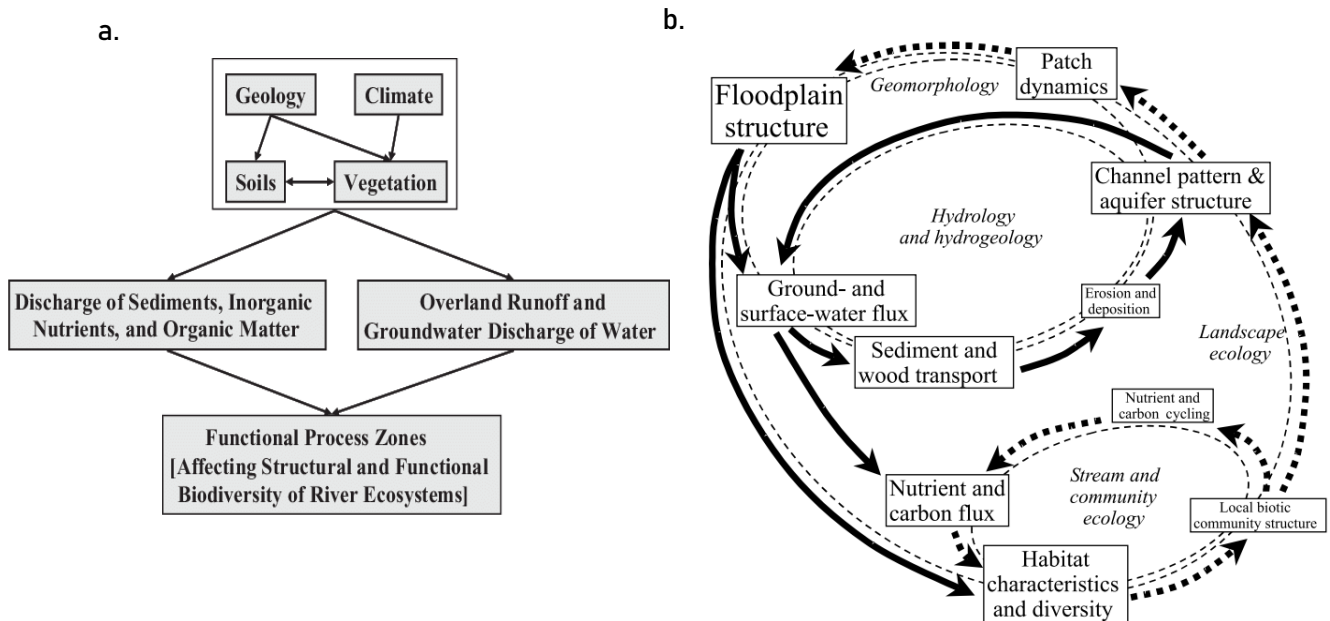 a.
Geology
Climate
Soils
Vegetation
Discharge of Sediments, Inorganic
Nutrients, and Organic Matter
Overland Runoff and
Groundwater Discharge of Water
Functional Process Zones
[Affecting Structural and Functional
Biodiversity of River Ecosystems]
b.
Patch
dynamics
Geomorphology
Floodplain
structure
Channel pattern &
aquifer structure
Hydrology
and hydrogeology
Ground- and
surface-water flux
Erosion and
deposition
Sediment and
wood transport
Landscape
ecology
Nutrient and
carbon cycling
Stream and
community
ecology
Nutrient and
carbon flux
Local biotic
community structure
Habitat
characteristics
and diversity